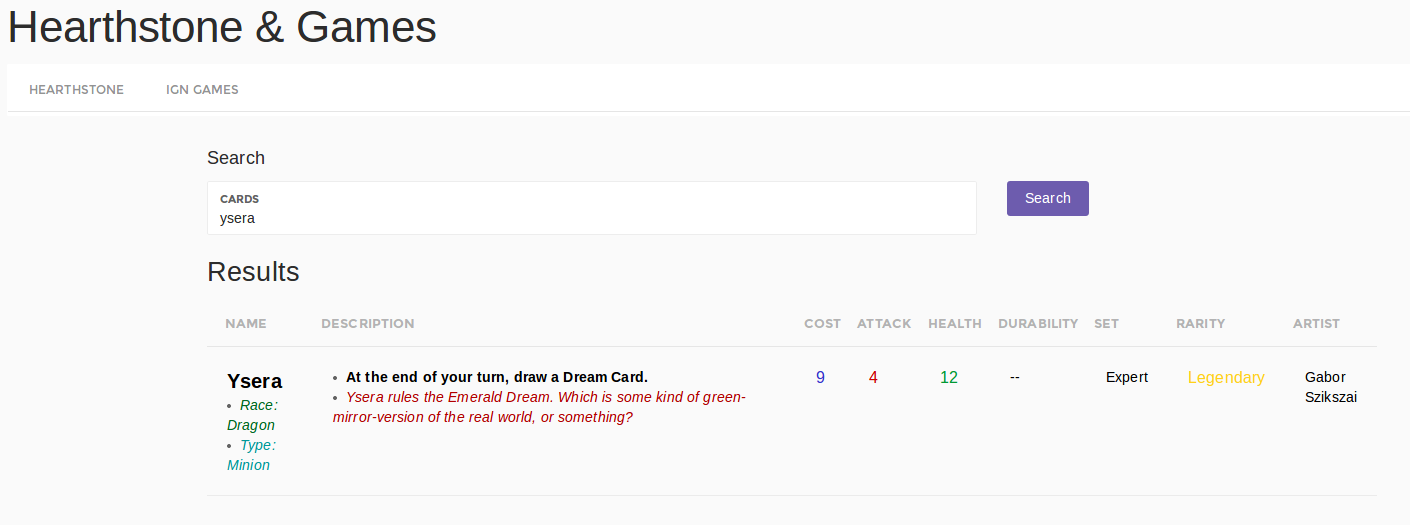 Hearthstone & Games
HEARTHSTONE IGN GAMES
Search
CARDS
ysera
Search
Results
NAME DESCRIPTION COST ATTACK HEALTH DURABILITY SET RARITY ARTIST
Ysera
• Race:
Dragon
• Type:
Minion
• At the end of your turn, draw a Dream Card.
• Ysera rules the Emerald Dream. Which is some kind of green-
mirror-version of the real world, or something?
9
4
12
--
Expert
Legendary
Gabor
Szikszai